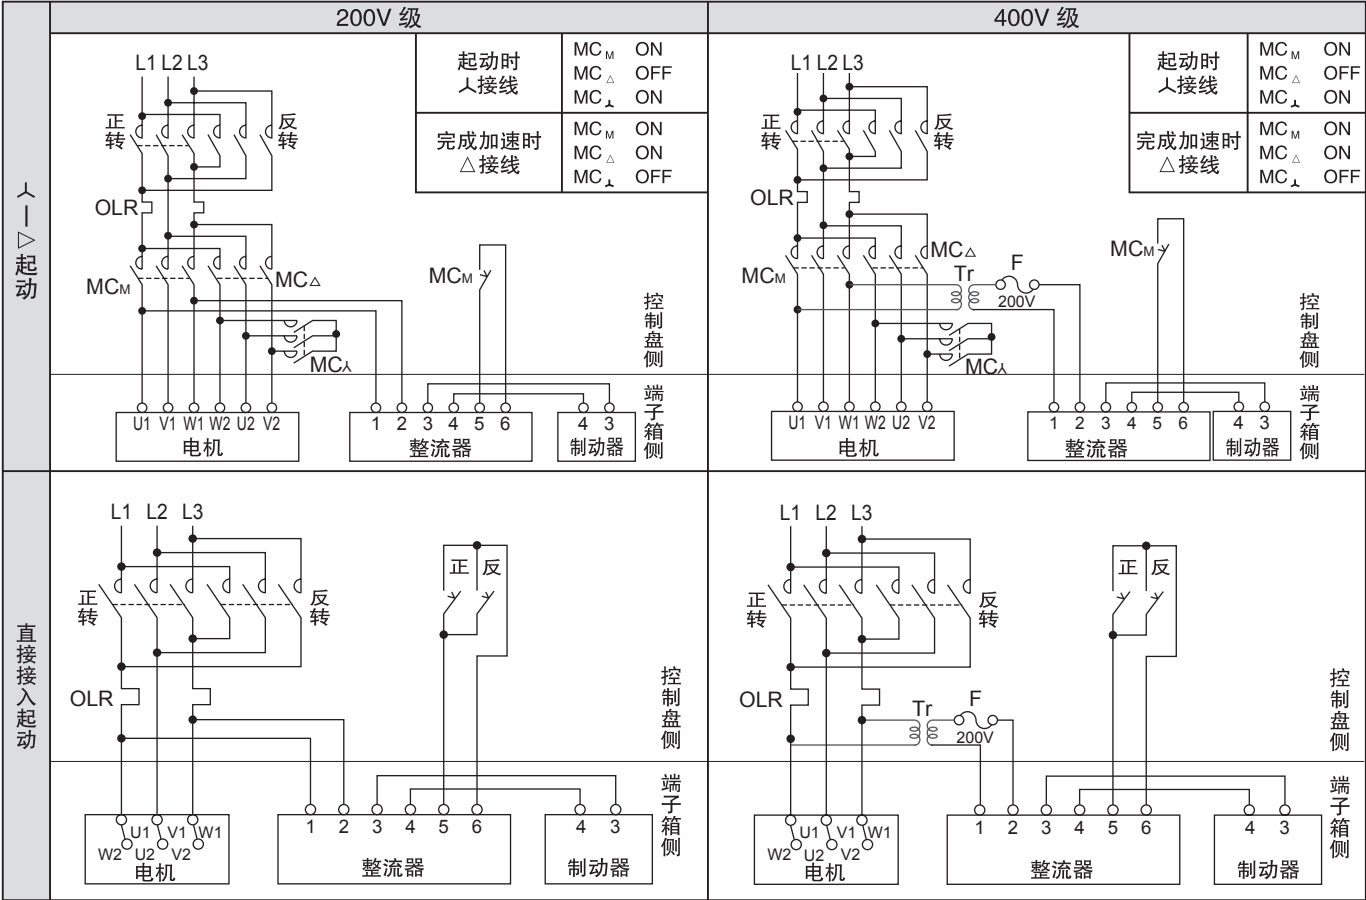 200V 级
400V 级
人—▷起动
L1 L2 L3
正转
反转
起动时
人接线
MCM ON
MC△ OFF
MC人 ON
完成加速时
△接线
MCM ON
MC△ ON
MC人 OFF
OLR
MCM
MC△
MC人
MCM
控制盘侧
端子箱侧
U1 V1 W1 W2 U2 V2
电机
1 2 3 4 5 6
整流器
4 3
制动器
L1 L2 L3
正转
反转
起动时
人接线
MCM ON
MC△ OFF
MC人 ON
完成加速时
△接线
MCM ON
MC△ ON
MC人 OFF
OLR
MCM
MC△
Tr
F
200V
MC人
MCM
控制盘侧
端子箱侧
U1 V1 W1 W2 U2 V2
电机
1 2 3 4 5 6
整流器
4 3
制动器
直接接入起动
L1 L2 L3
正转
反转
正 反
OLR
控制盘侧
端子箱侧
U1 V1 W1
W2 U2 V2
电机
1 2 3 4 5 6
整流器
4 3
制动器
L1 L2 L3
正转
反转
正 反
OLR
Tr
F
200V
控制盘侧
端子箱侧
U1 V1 W1
W2 U2 V2
电机
1 2 3 4 5 6
整流器
4 3
制动器